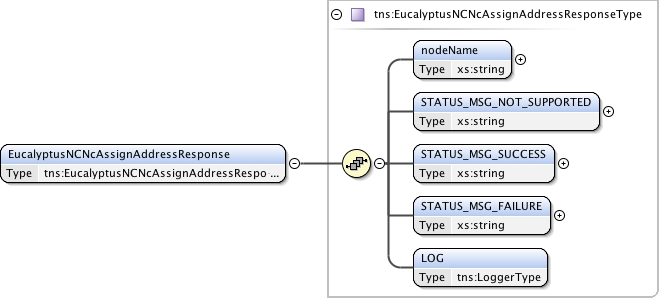 tns:EucalyptusNCNcAssignAddressResponseType
nodeName
Type xs:string
STATUS_MSG_NOT_SUPPORTED
Type xs:string
EucalyptusNCNcAssignAddressResponse
Type tns:EucalyptusNCNcAssignAddressRespo ...
STATUS_MSG_SUCCESS
Type xs:string
STATUS_MSG_FAILURE
Type xs:string
LOG
Type tns:LoggerType